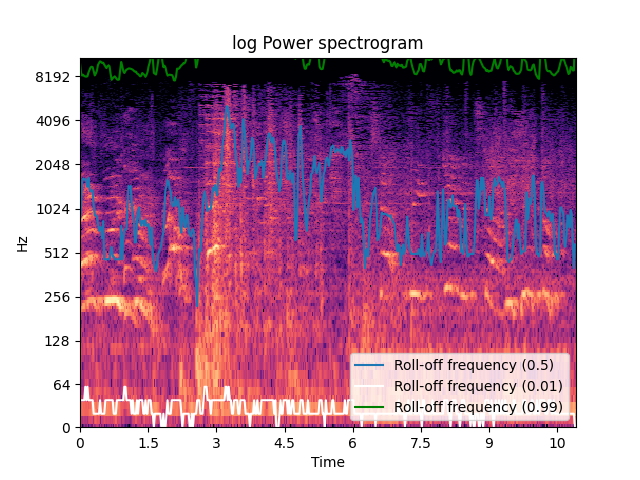 log Power spectrogram
Hz
8192
4096
2048
1024
512
256
128
64
0
Roll-off frequency (0.5)
Roll-off frequency (0.01)
Roll-off frequency (0.99)
0 1.5 3 4.5 6 7.5 9 10
Time